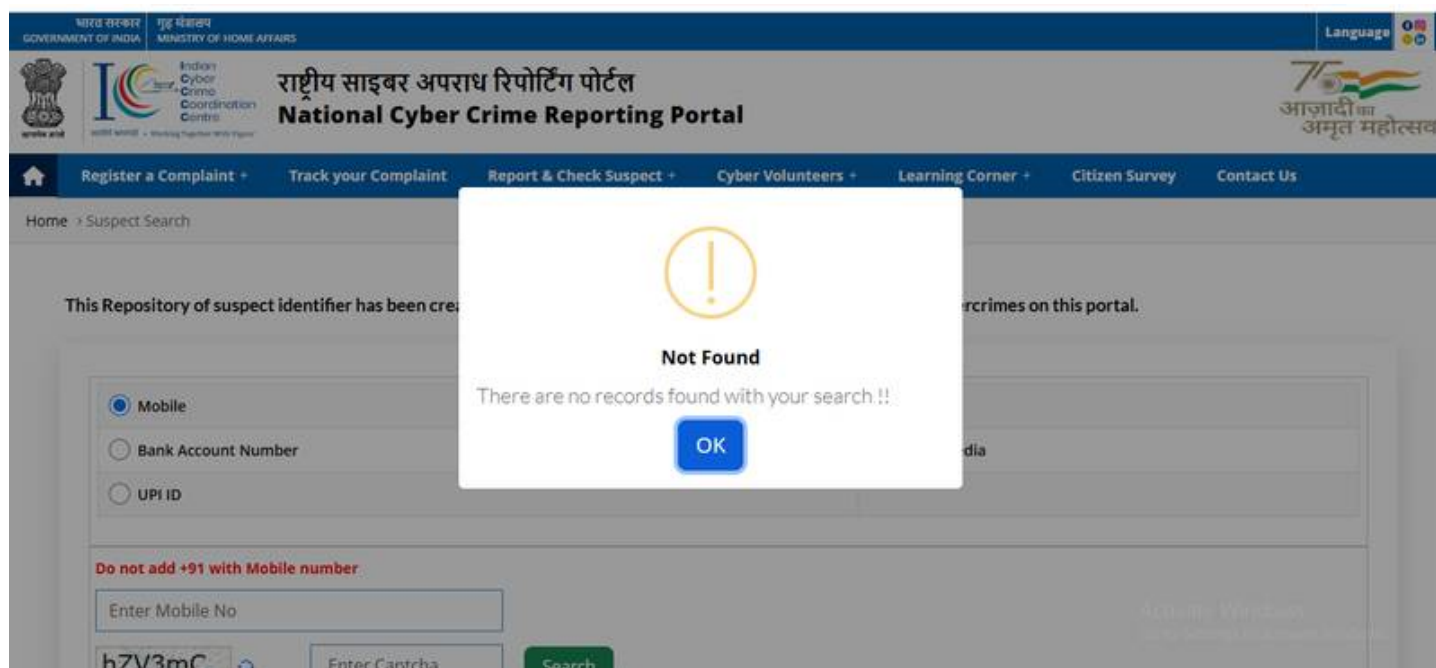 भारत सरकार
GOVERNMENT OF INDIA
गृह मंत्रालय
MINISTRY OF HOME AFFAIRS
Language
Indian
Cyber
Crime
Coordination
Centre
राष्ट्रीय साइबर अपराध रिपोर्टिंग पोर्टल
National Cyber Crime Reporting Portal
75
आज़ादी का
अमृत महोत्सव
Register a Complaint +
Track your Complaint
Report & Check Suspect +
Cyber Volunteers +
Learning Corner +
Citizen Survey
Contact Us
Home › Suspect Search
This Repository of suspect identifier has been crea
rcrimes on this portal.
Not Found
There are no records found with your search !!
OK
Mobile
Bank Account Number
dia
UPI ID
Do not add +91 with Mobile number
Enter Mobile No
hZV3mC
Enter Captcha
Search